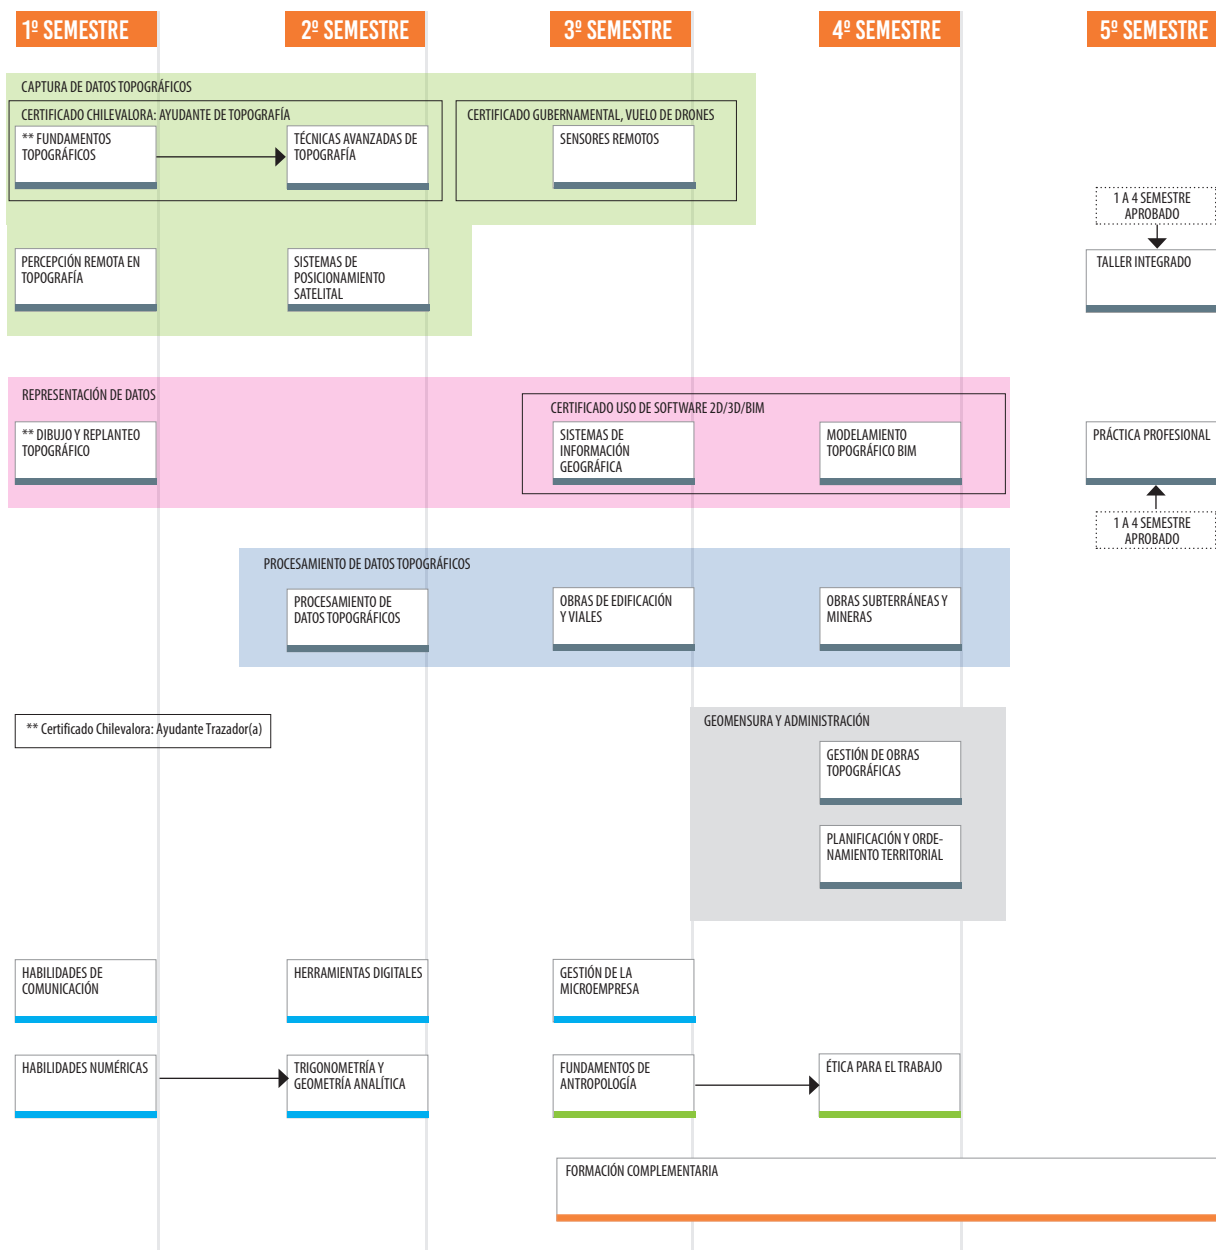 1º SEMESTRE
2º SEMESTRE
3º SEMESTRE
4º SEMESTRE
5º SEMESTRE
CAPTURA DE DATOS TOPOGRÁFICOS
CERTIFICADO CHILEVALORA: AYUDANTE DE TOPOGRAFÍA
CERTIFICADO GUBERNAMENTAL, VUELO DE DRONES
** FUNDAMENTOS
TOPOGRÁFICOS
TÉCNICAS AVANZADAS DE
TOPOGRAFÍA
SENSORES REMOTOS
1 A 4 SEMESTRE
APROBADO
PERCEPCIÓN REMOTA EN
TOPOGRAFÍA
SISTEMAS DE
POSICIONAMIENTO
SATELITAL
TALLER INTEGRADO
REPRESENTACIÓN DE DATOS
CERTIFICADO USO DE SOFTWARE 2D/3D/BIM
** DIBUJO Y REPLANTEO
TOPOGRÁFICO
SISTEMAS DE
INFORMACIÓN
GEOGRÁFICA
MODELAMIENTO
TOPOGRÁFICO BIM
PRÁCTICA PROFESIONAL
1 A 4 SEMESTRE
APROBADO
PROCESAMIENTO DE DATOS TOPOGRÁFICOS
PROCESAMIENTO DE
DATOS TOPOGRÁFICOS
OBRAS DE EDIFICACIÓN
Y VIALES
OBRAS SUBTERRÁNEAS Y
MINERAS
** Certificado Chilevalora: Ayudante Trazador(a)
GEOMENSURA Y ADMINISTRACIÓN
GESTIÓN DE OBRAS
TOPOGRÁFICAS
PLANIFICACIÓN Y ORDE-
NAMIENTO TERRITORIAL
HABILIDADES DE
COMUNICACIÓN
HERRAMIENTAS DIGITALES
GESTIÓN DE LA
MICROEMPRESA
HABILIDADES NUMÉRICAS
TRIGONOMETRÍA Y
GEOMETRÍA ANALÍTICA
FUNDAMENTOS DE
ANTROPOLOGÍA
ÉTICA PARA EL TRABAJO
FORMACIÓN COMPLEMENTARIA